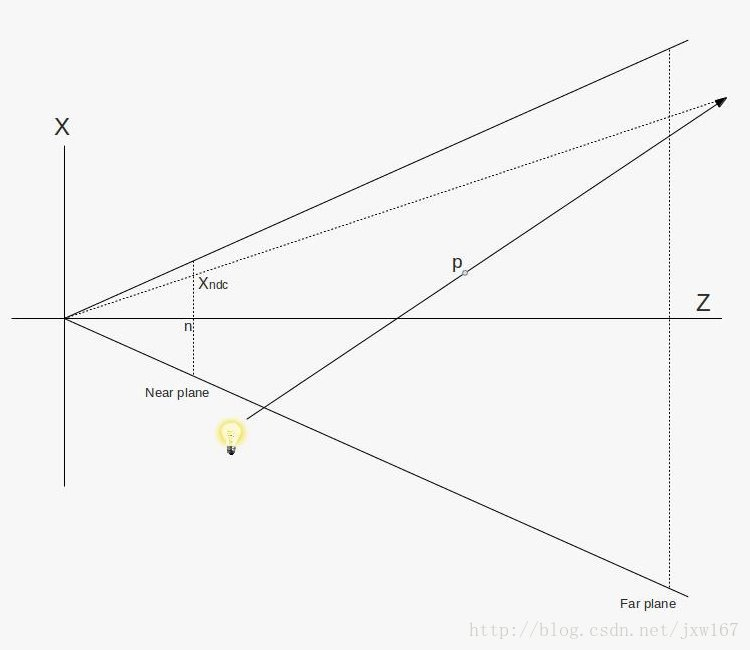 X
p
Xndc
Z
n
Near plane
Far plane
http://blog.csdn.net/jxw167